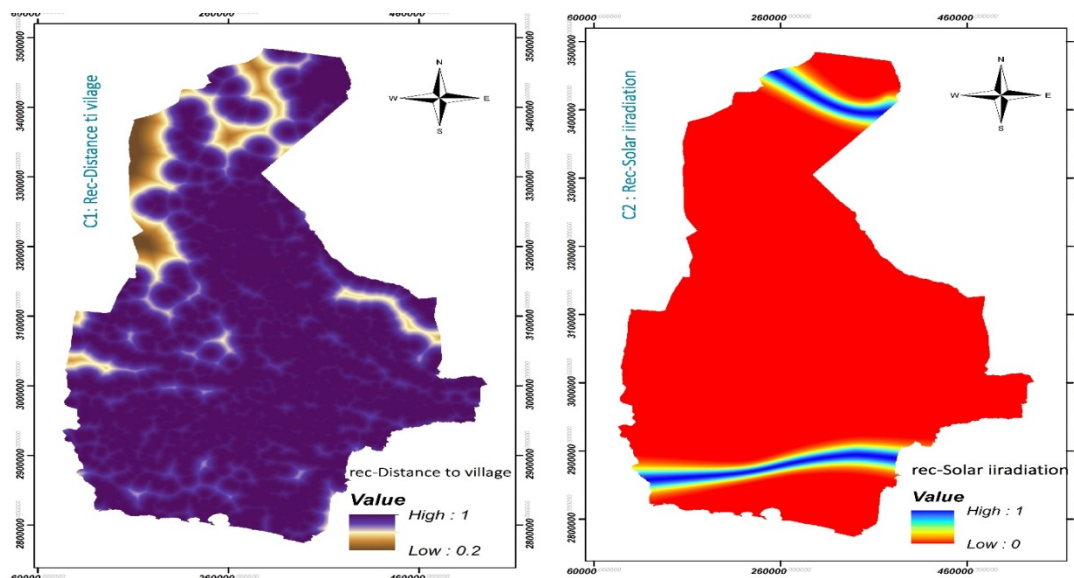 60000 260000 460000
3500000
3400000
3300000
3200000
3100000
3000000
2900000
2800000
C1: Rec-Distance ti vilage
N
W E
S
rec-Distance to village
Value
High : 1
Low : 0.2
60000 260000 460000
60000 260000 460000
3500000
3400000
3300000
3200000
3100000
3000000
2900000
2800000
C2 : Rec-Solar iiradiation
N
W E
S
rec-Solar iiradiation
Value
High : 1
Low : 0
60000 260000 460000